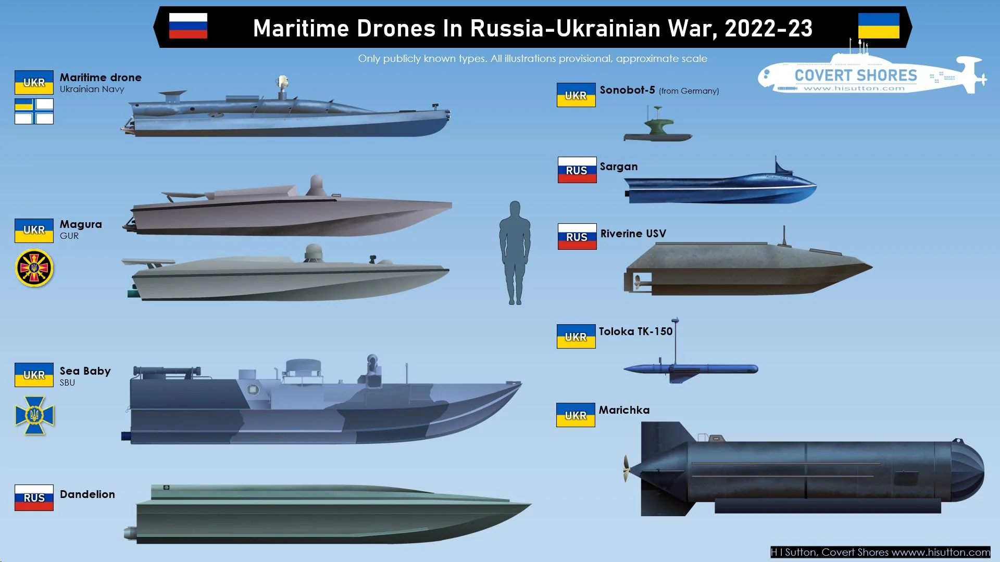 Maritime Drones In Russia-Ukrainian War, 2022-23
Only publicly known types. All illustrations provisional, approximate scale
COVERT SHORES
www.hisutton.com
UKR
Maritime drone
Ukrainian Navy
UKR
Magura
GUR
UKR
Sea Baby
SBU
RUS
Dandelion
UKR
Sonobot-5 (from Germany)
RUS
Sargan
RUS
Riverine USV
UKR
Toloka TK-150
UKR
Marichka
H I Sutton, Covert Shores wwww.hisutton.com